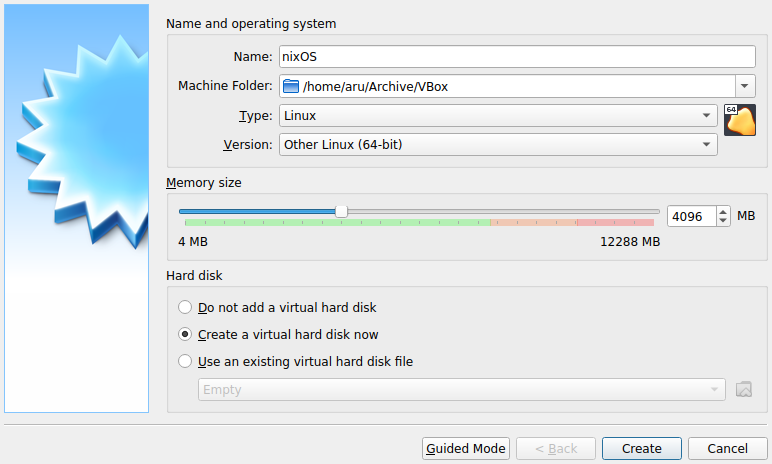 Name and operating system
Name: nixOS
Machine Folder: /home/aru/Archive/VBox
Type: Linux
64
Version: Other Linux (64-bit)
Memory size
4096 MB
4 MB 12288 MB
Hard disk
Do not add a virtual hard disk
Create a virtual hard disk now
Use an existing virtual hard disk file
Empty
Guided Mode < Back Create Cancel